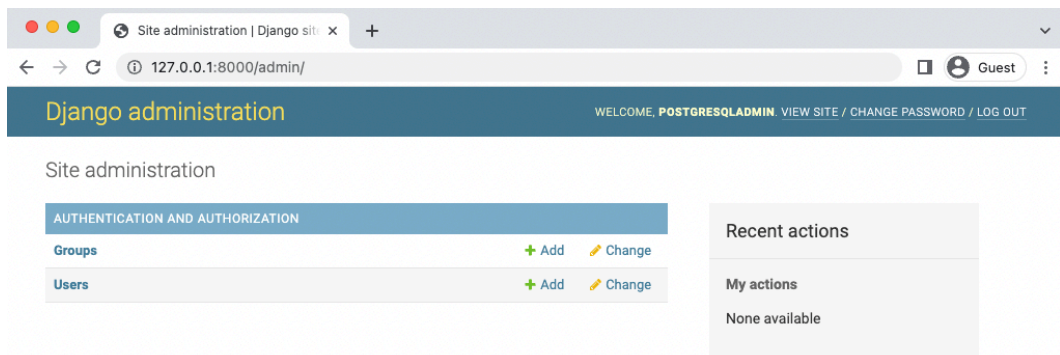 Site administration | Django sit
127.0.0.1:8000/admin/
Guest
Django administration
WELCOME, POSTGRESQLADMIN. VIEW SITE / CHANGE PASSWORD / LOG OUT
Site administration
AUTHENTICATION AND AUTHORIZATION
Groups + Add Change
Users + Add Change
Recent actions
My actions
None available